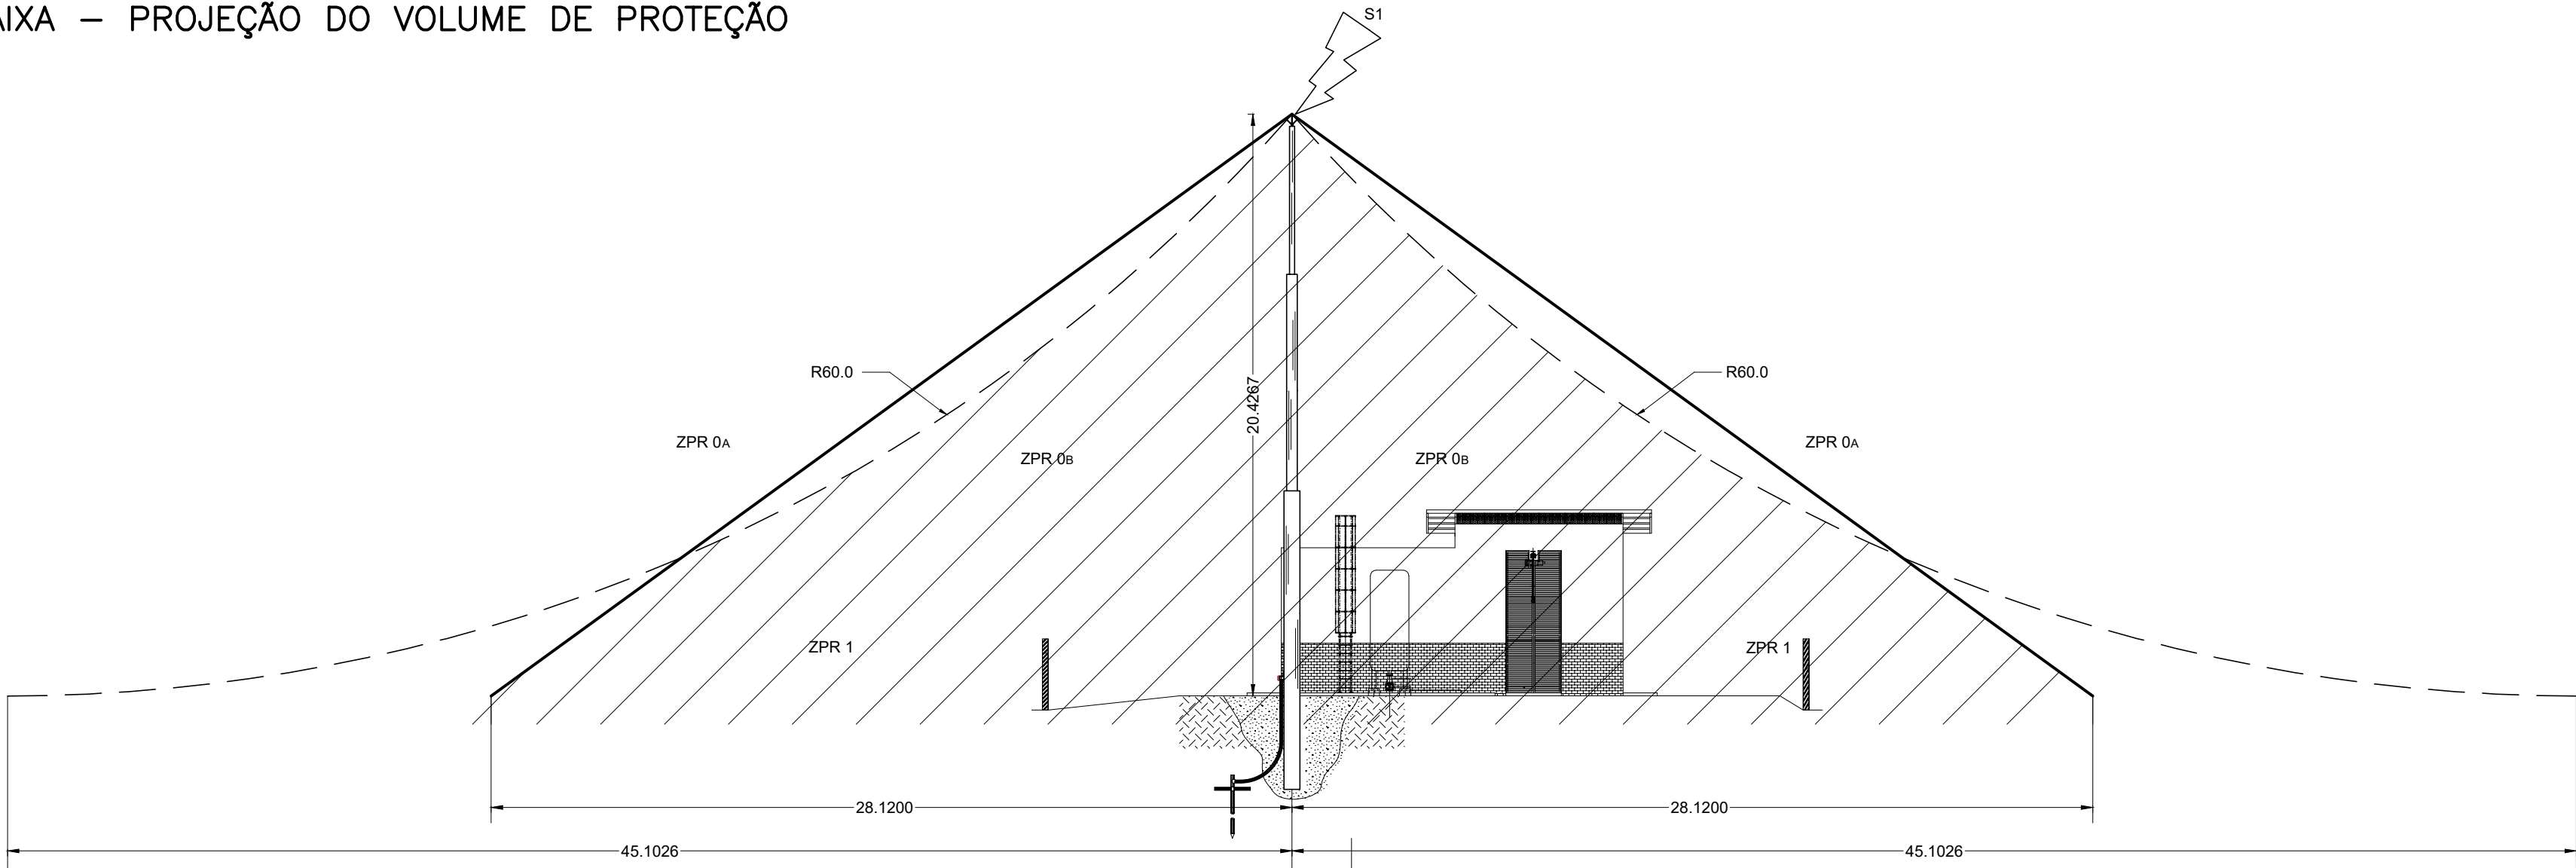 AIXA – PROJEÇÃO DO VOLUME DE PROTEÇÃO
S1
R60.0
R60.0
20.4267
ZPR 0A
ZPR 0B
ZPR 0B
ZPR 0A
ZPR 1
ZPR 1
28.1200
28.1200
45.1026
45.1026